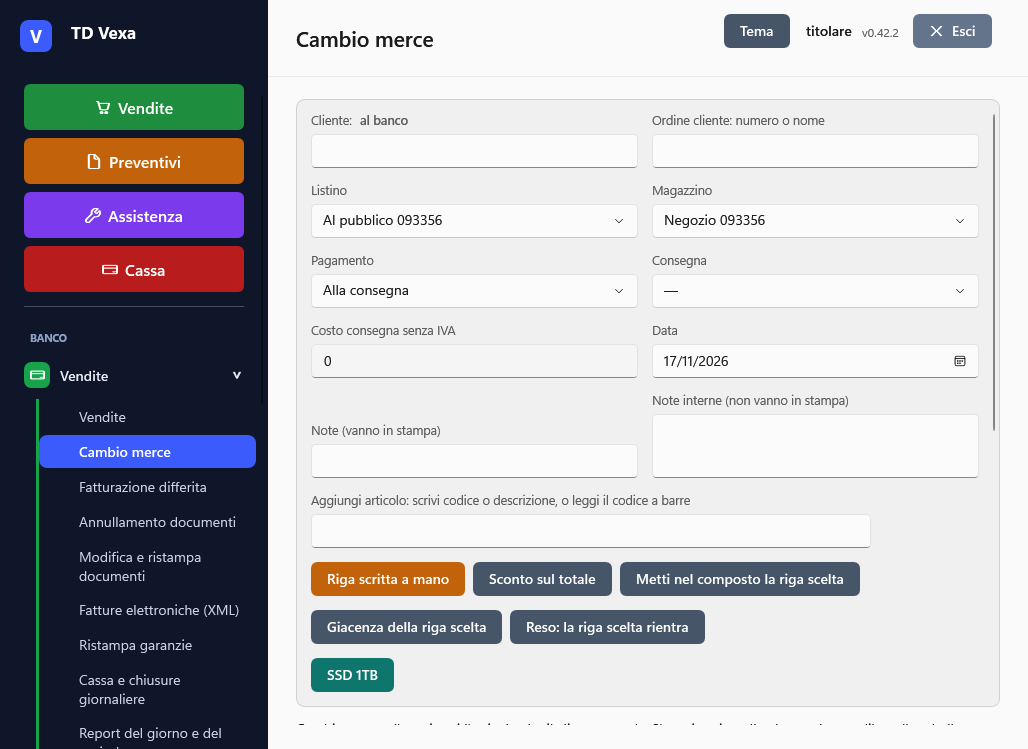 V TD Vexa
Vendite
Preventivi
Assistenza
Cassa
BANCO
Vendite
Vendite
Cambio merce
Fatturazione differita
Annullamento documenti
Modifica e ristampa
documenti
Fatture elettroniche (XML)
Ristampa garanzie
Cassa e chiusure
giornaliere
Report del giorno e del
Cambio merce
Tema titolare v0.42.2 Esci
Cliente: al banco
Ordine cliente: numero o nome
Listino
Al pubblico 093356
Magazzino
Negozio 093356
Pagamento
Alla consegna
Consegna
—
Costo consegna senza IVA
0
Data
17/11/2026
Note (vanno in stampa)
Note interne (non vanno in stampa)
Aggiungi articolo: scrivi codice o descrizione, o leggi il codice a barre
Riga scritta a mano Sconto sul totale Metti nel composto la riga scelta
Giacenza della riga scelta Reso: la riga scelta rientra
SSD 1TB